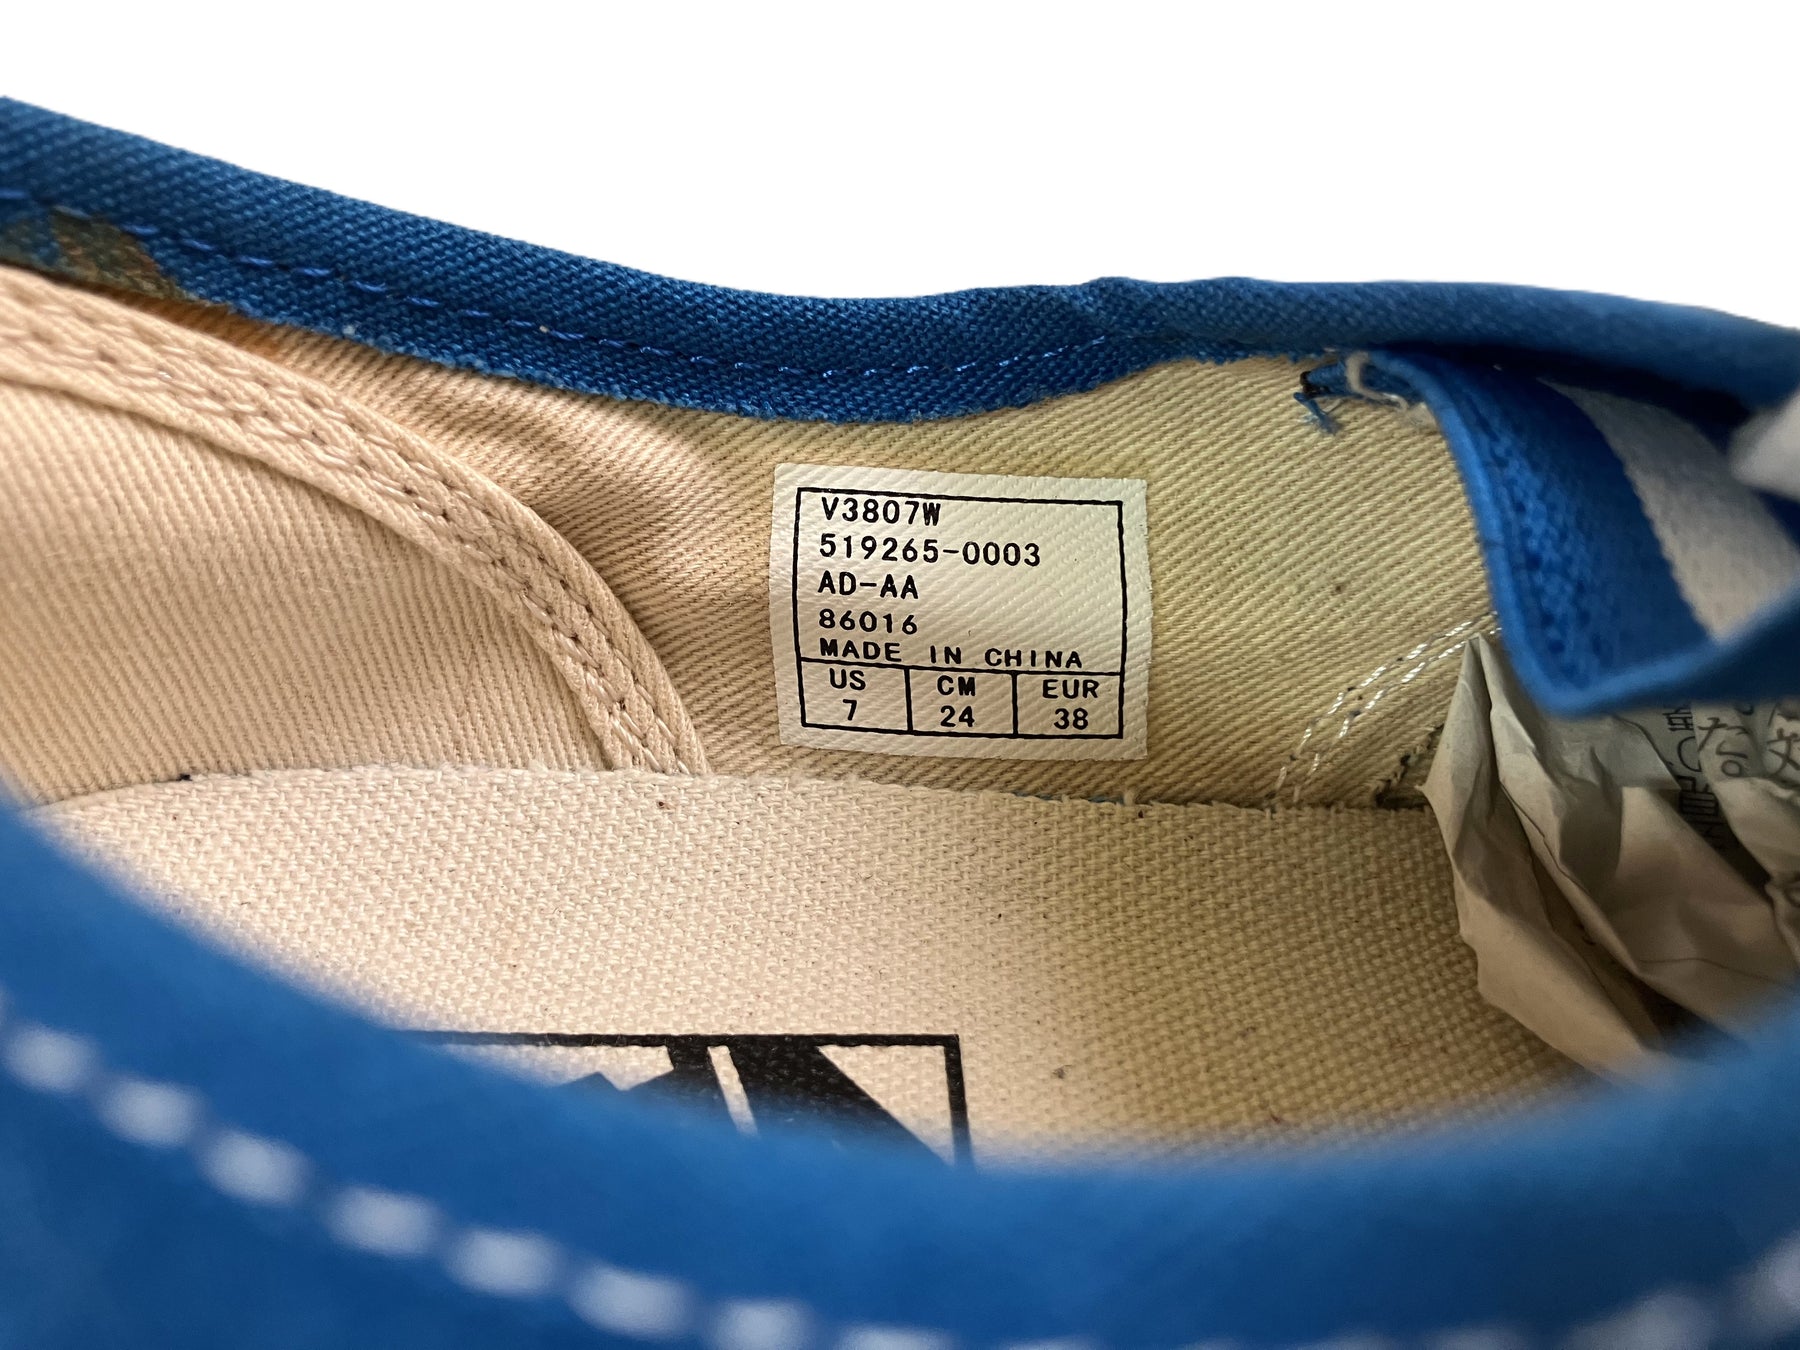 V3807W
519265-0003
AD-AA
86016
MADE IN CHINA
US CM EUR
7 24 38